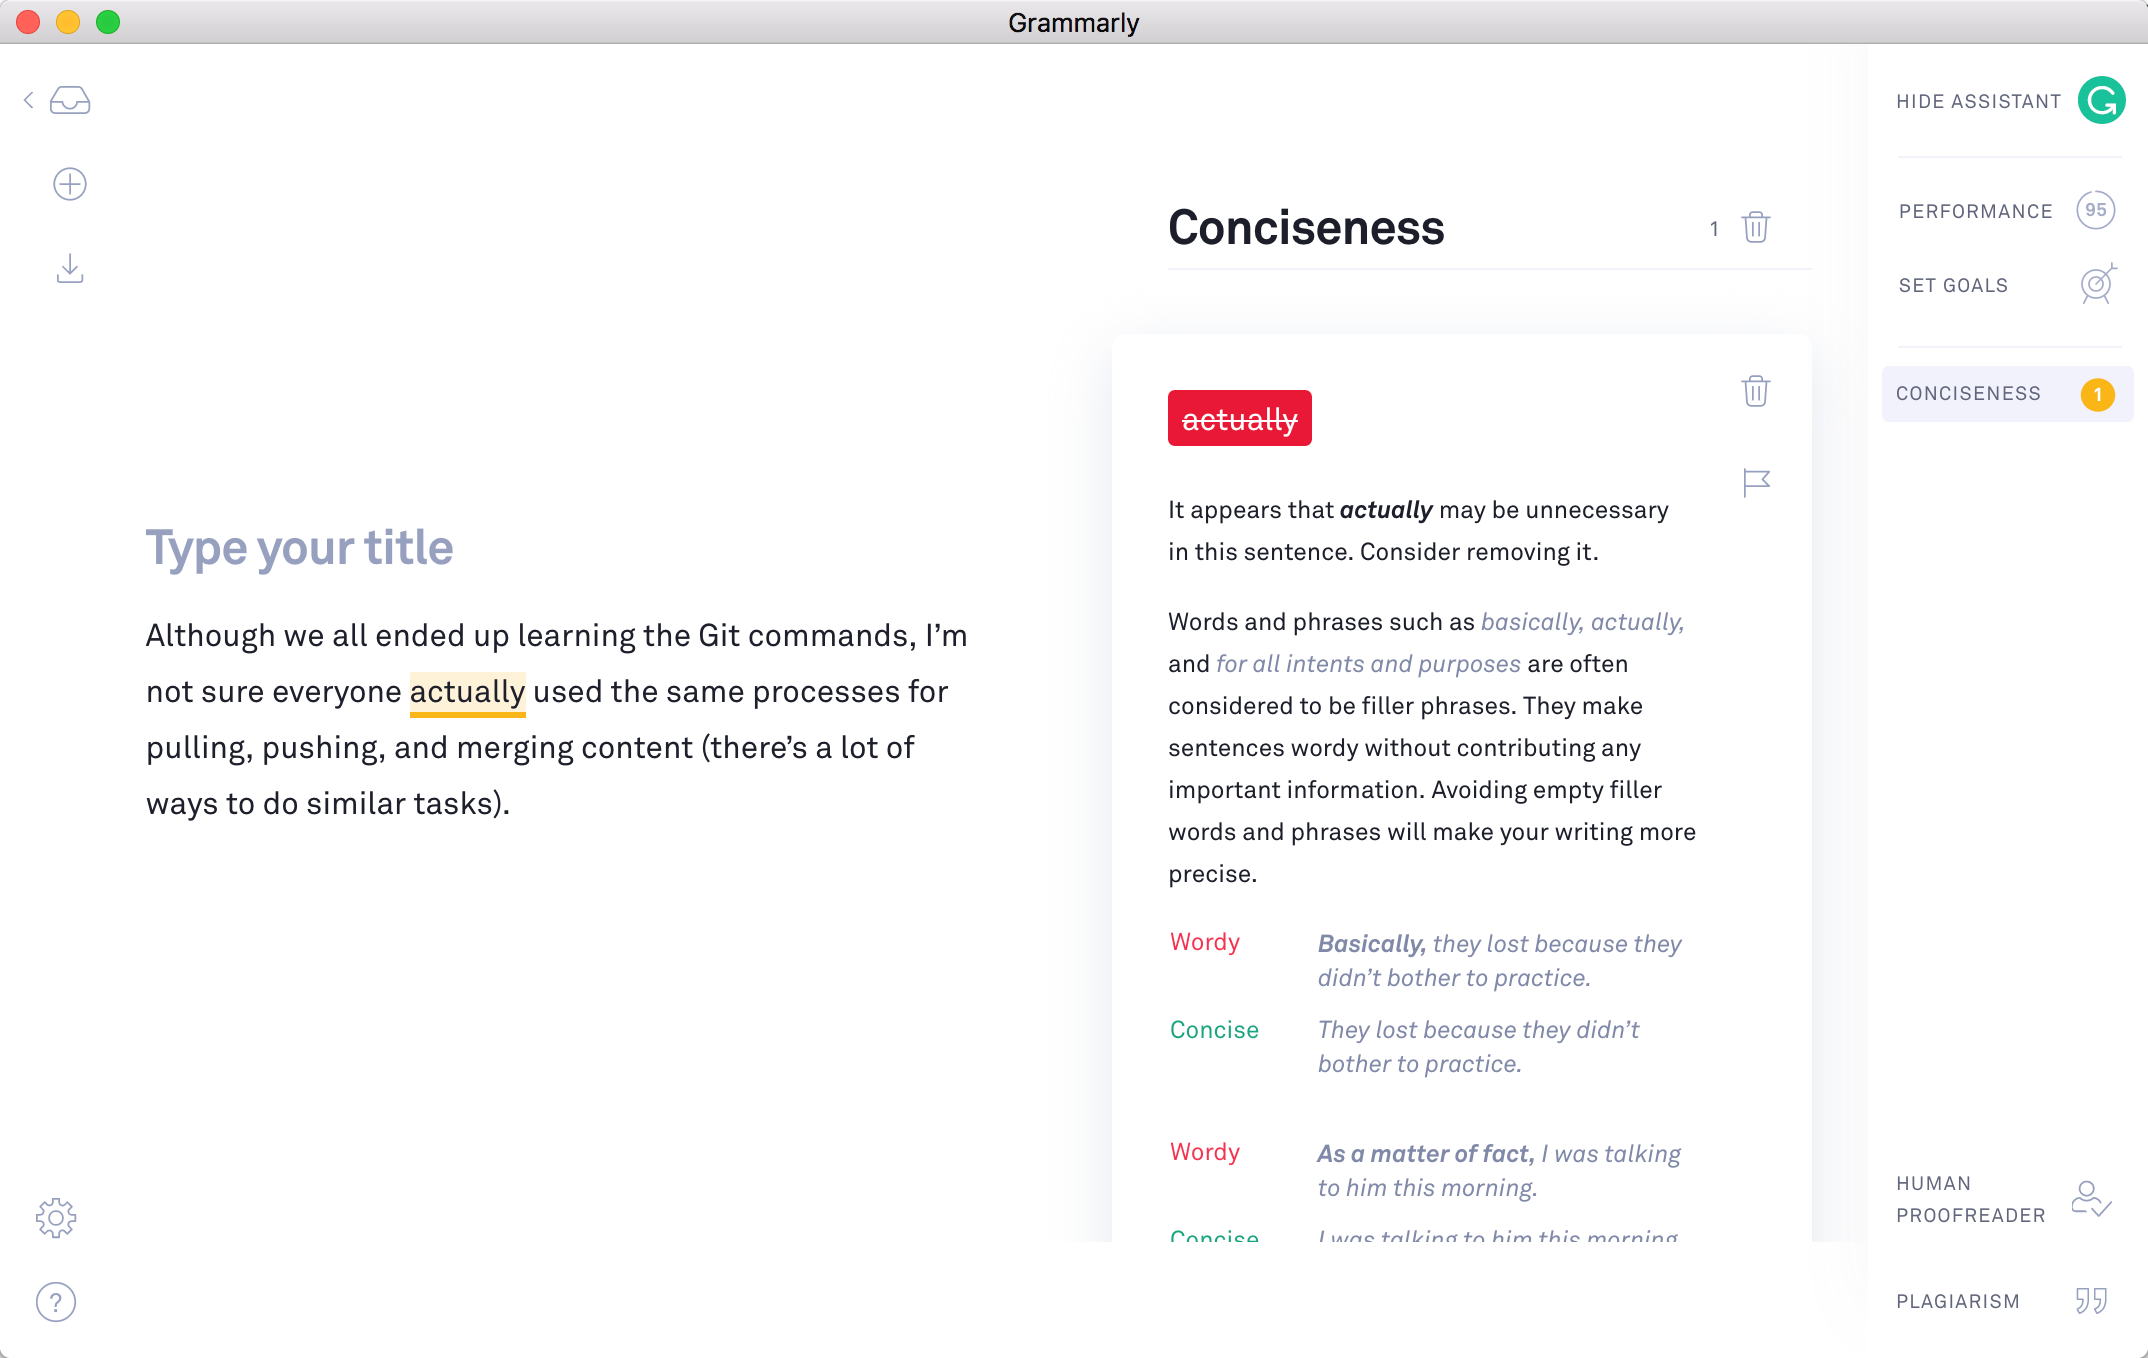 Grammarly
HIDE ASSISTANT
PERFORMANCE 95
SET GOALS
CONCISENESS 1
Conciseness 1
actually
It appears that actually may be unnecessary
in this sentence. Consider removing it.
Words and phrases such as basically, actually,
and for all intents and purposes are often
considered to be filler phrases. They make
sentences wordy without contributing any
important information. Avoiding empty filler
words and phrases will make your writing more
precise.
Wordy Basically, they lost because they
didn’t bother to practice.
Concise They lost because they didn’t
bother to practice.
Wordy As a matter of fact, I was talking
to him this morning.
Concise I was talking to him this morning
Type your title
Although we all ended up learning the Git commands, I’m
not sure everyone actually used the same processes for
pulling, pushing, and merging content (there’s a lot of
ways to do similar tasks).
HUMAN
PROOFREADER
PLAGIARISM
?